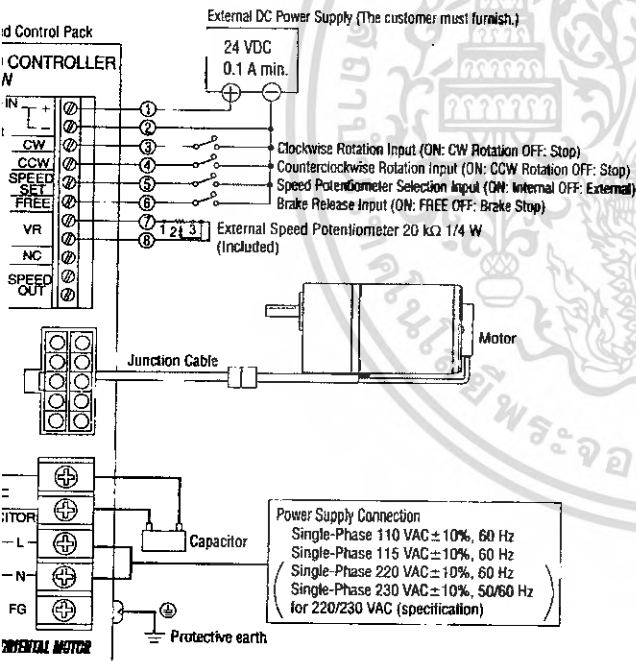 External DC Power Supply (The customer must furnish.)
d Control Pack
CONTROLLER
N
24 VDC
0.1 A min.
+ −
IN
+
−
CW
CCW
SPEED
SET
FREE
VR
NC
SPEED
OUT
1
2
3
4
5
6
7
8
1 2 3
Clockwise Rotation Input (ON: CW Rotation OFF: Stop)
Counterclockwise Rotation Input (ON: CCW Rotation OFF: Stop)
Speed Potentiometer Selection Input (ON: Internal OFF: External)
Brake Release Input (ON: FREE OFF: Brake Stop)
External Speed Potentiometer 20 kΩ 1/4 W
(Included)
Motor
Junction Cable
ITOR
L
N
FG
Capacitor
Protective earth
Power Supply Connection
Single-Phase 110 VAC±10%, 60 Hz
Single-Phase 115 VAC±10%, 60 Hz
(Single-Phase 220 VAC±10%, 60 Hz
Single-Phase 230 VAC±10%, 50/60 Hz
for 220/230 VAC (specification))
ORIENTAL MOTOR